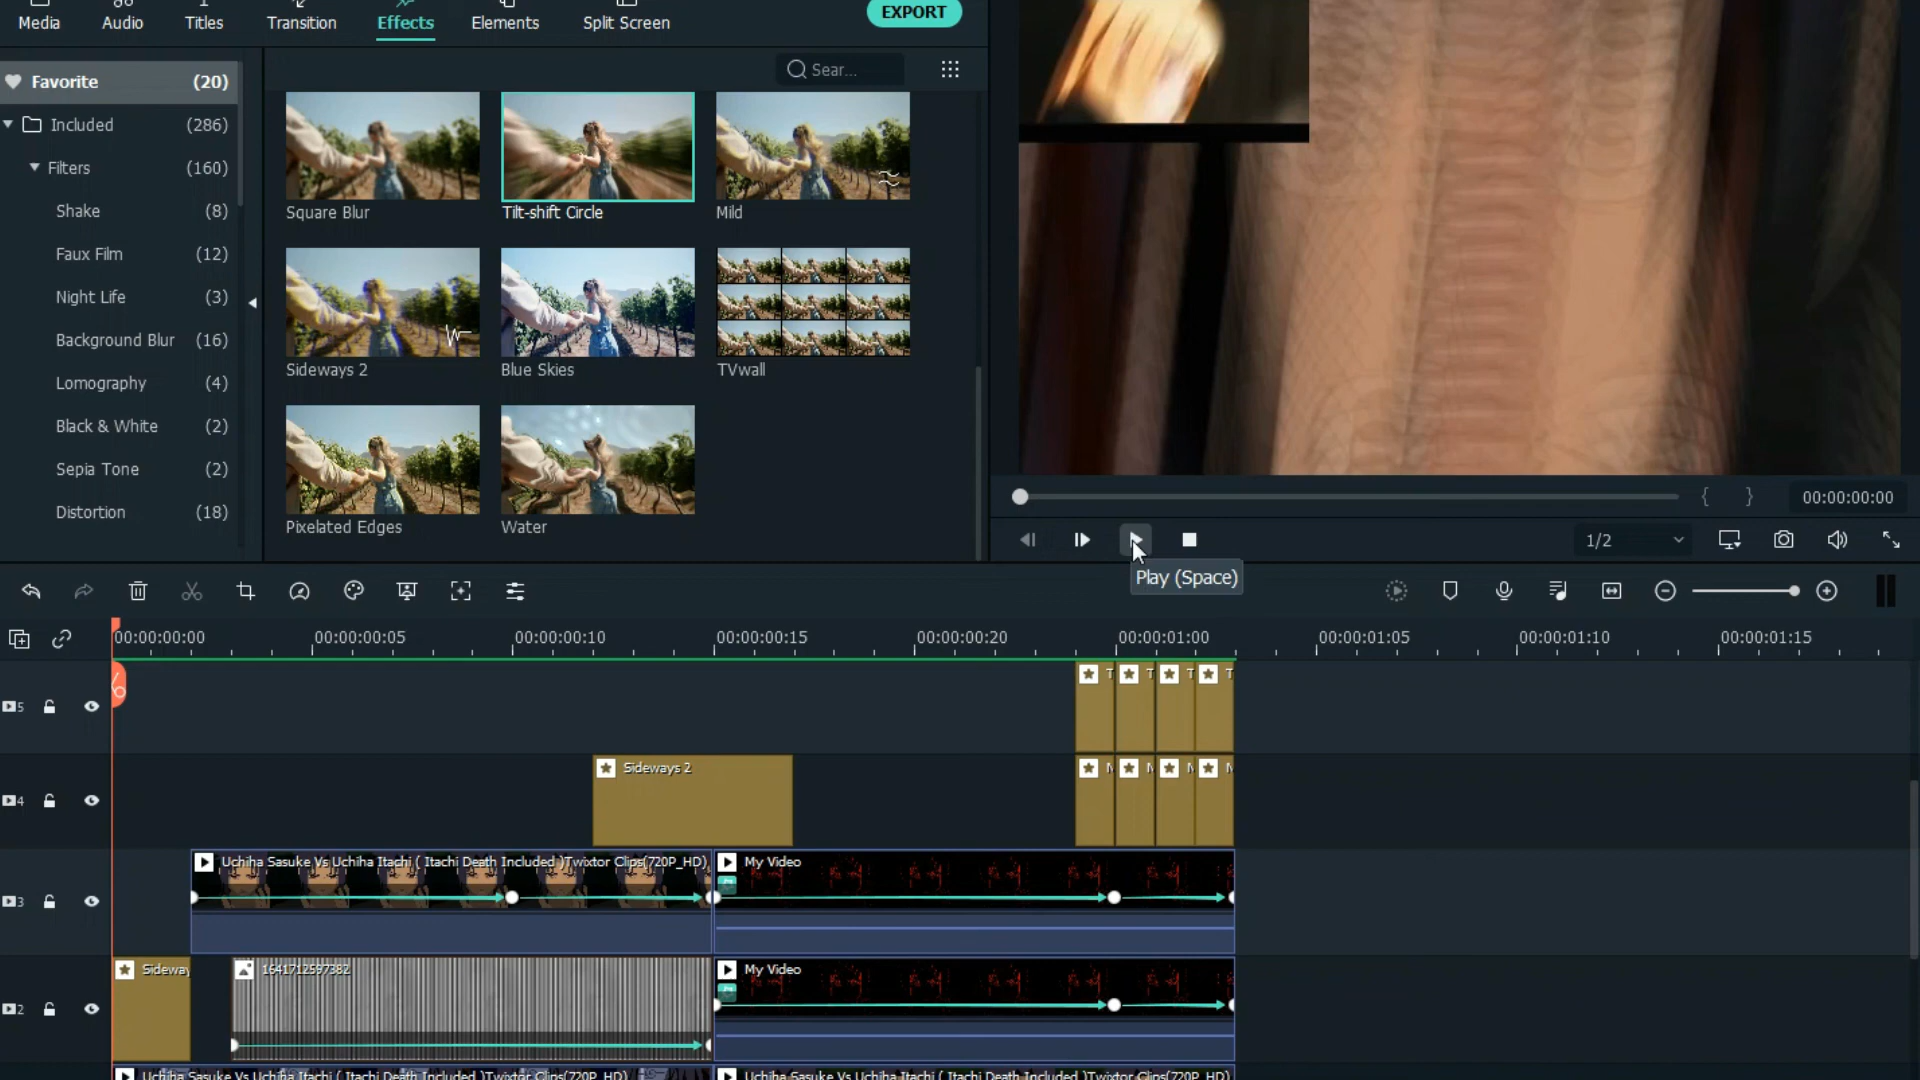 Media
Audio
Titles
Transition
Effects
Elements
Split Screen
EXPORT
Favorite (20)
Included (286)
Filters (160)
Shake (8)
Faux Film (12)
Night Life (3)
Background Blur (16)
Lomography (4)
Black & White (2)
Sepia Tone (2)
Distortion (18)
Sear...
Square Blur
Tilt-shift Circle
Mild
Sideways 2
Blue Skies
TVwall
Pixelated Edges
Water
{ }
00:00:00:00
1/2
Play (Space)
00:00:00:00
00:00:00:05
00:00:00:10
00:00:00:15
00:00:00:20
00:00:01:00
00:00:01:05
00:00:01:10
00:00:01:15
5
T
T
T
T
4
Sideways 2
3
Uchiha Sasuke Vs Uchiha Itachi ( Itachi Death Included )Twixtor Clips(720P_HD)
My Video
2
Sideway
1641712597382
My Video
Uchiha Sasuke Vs Uchiha Itachi ( Itachi Death Included )Twixtor Clips(720P_HD)
Uchiha Sasuke Vs Uchiha Itachi ( Itachi Death Included )Twixtor Clips(720P_HD)